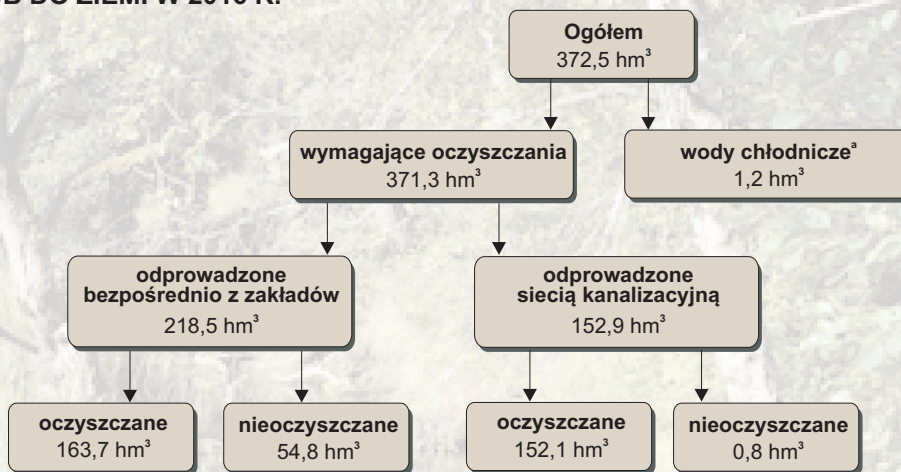 Ogółem
372,5 hm³
wymagające oczyszczania
371,3 hm³
wody chłodniczeᵃ
1,2 hm³
odprowadzone
bezpośrednio z zakładów
218,5 hm³
odprowadzone
siecią kanalizacyjną
152,9 hm³
oczyszczane
163,7 hm³
nieoczyszczane
54,8 hm³
oczyszczane
152,1 hm³
nieoczyszczane
0,8 hm³